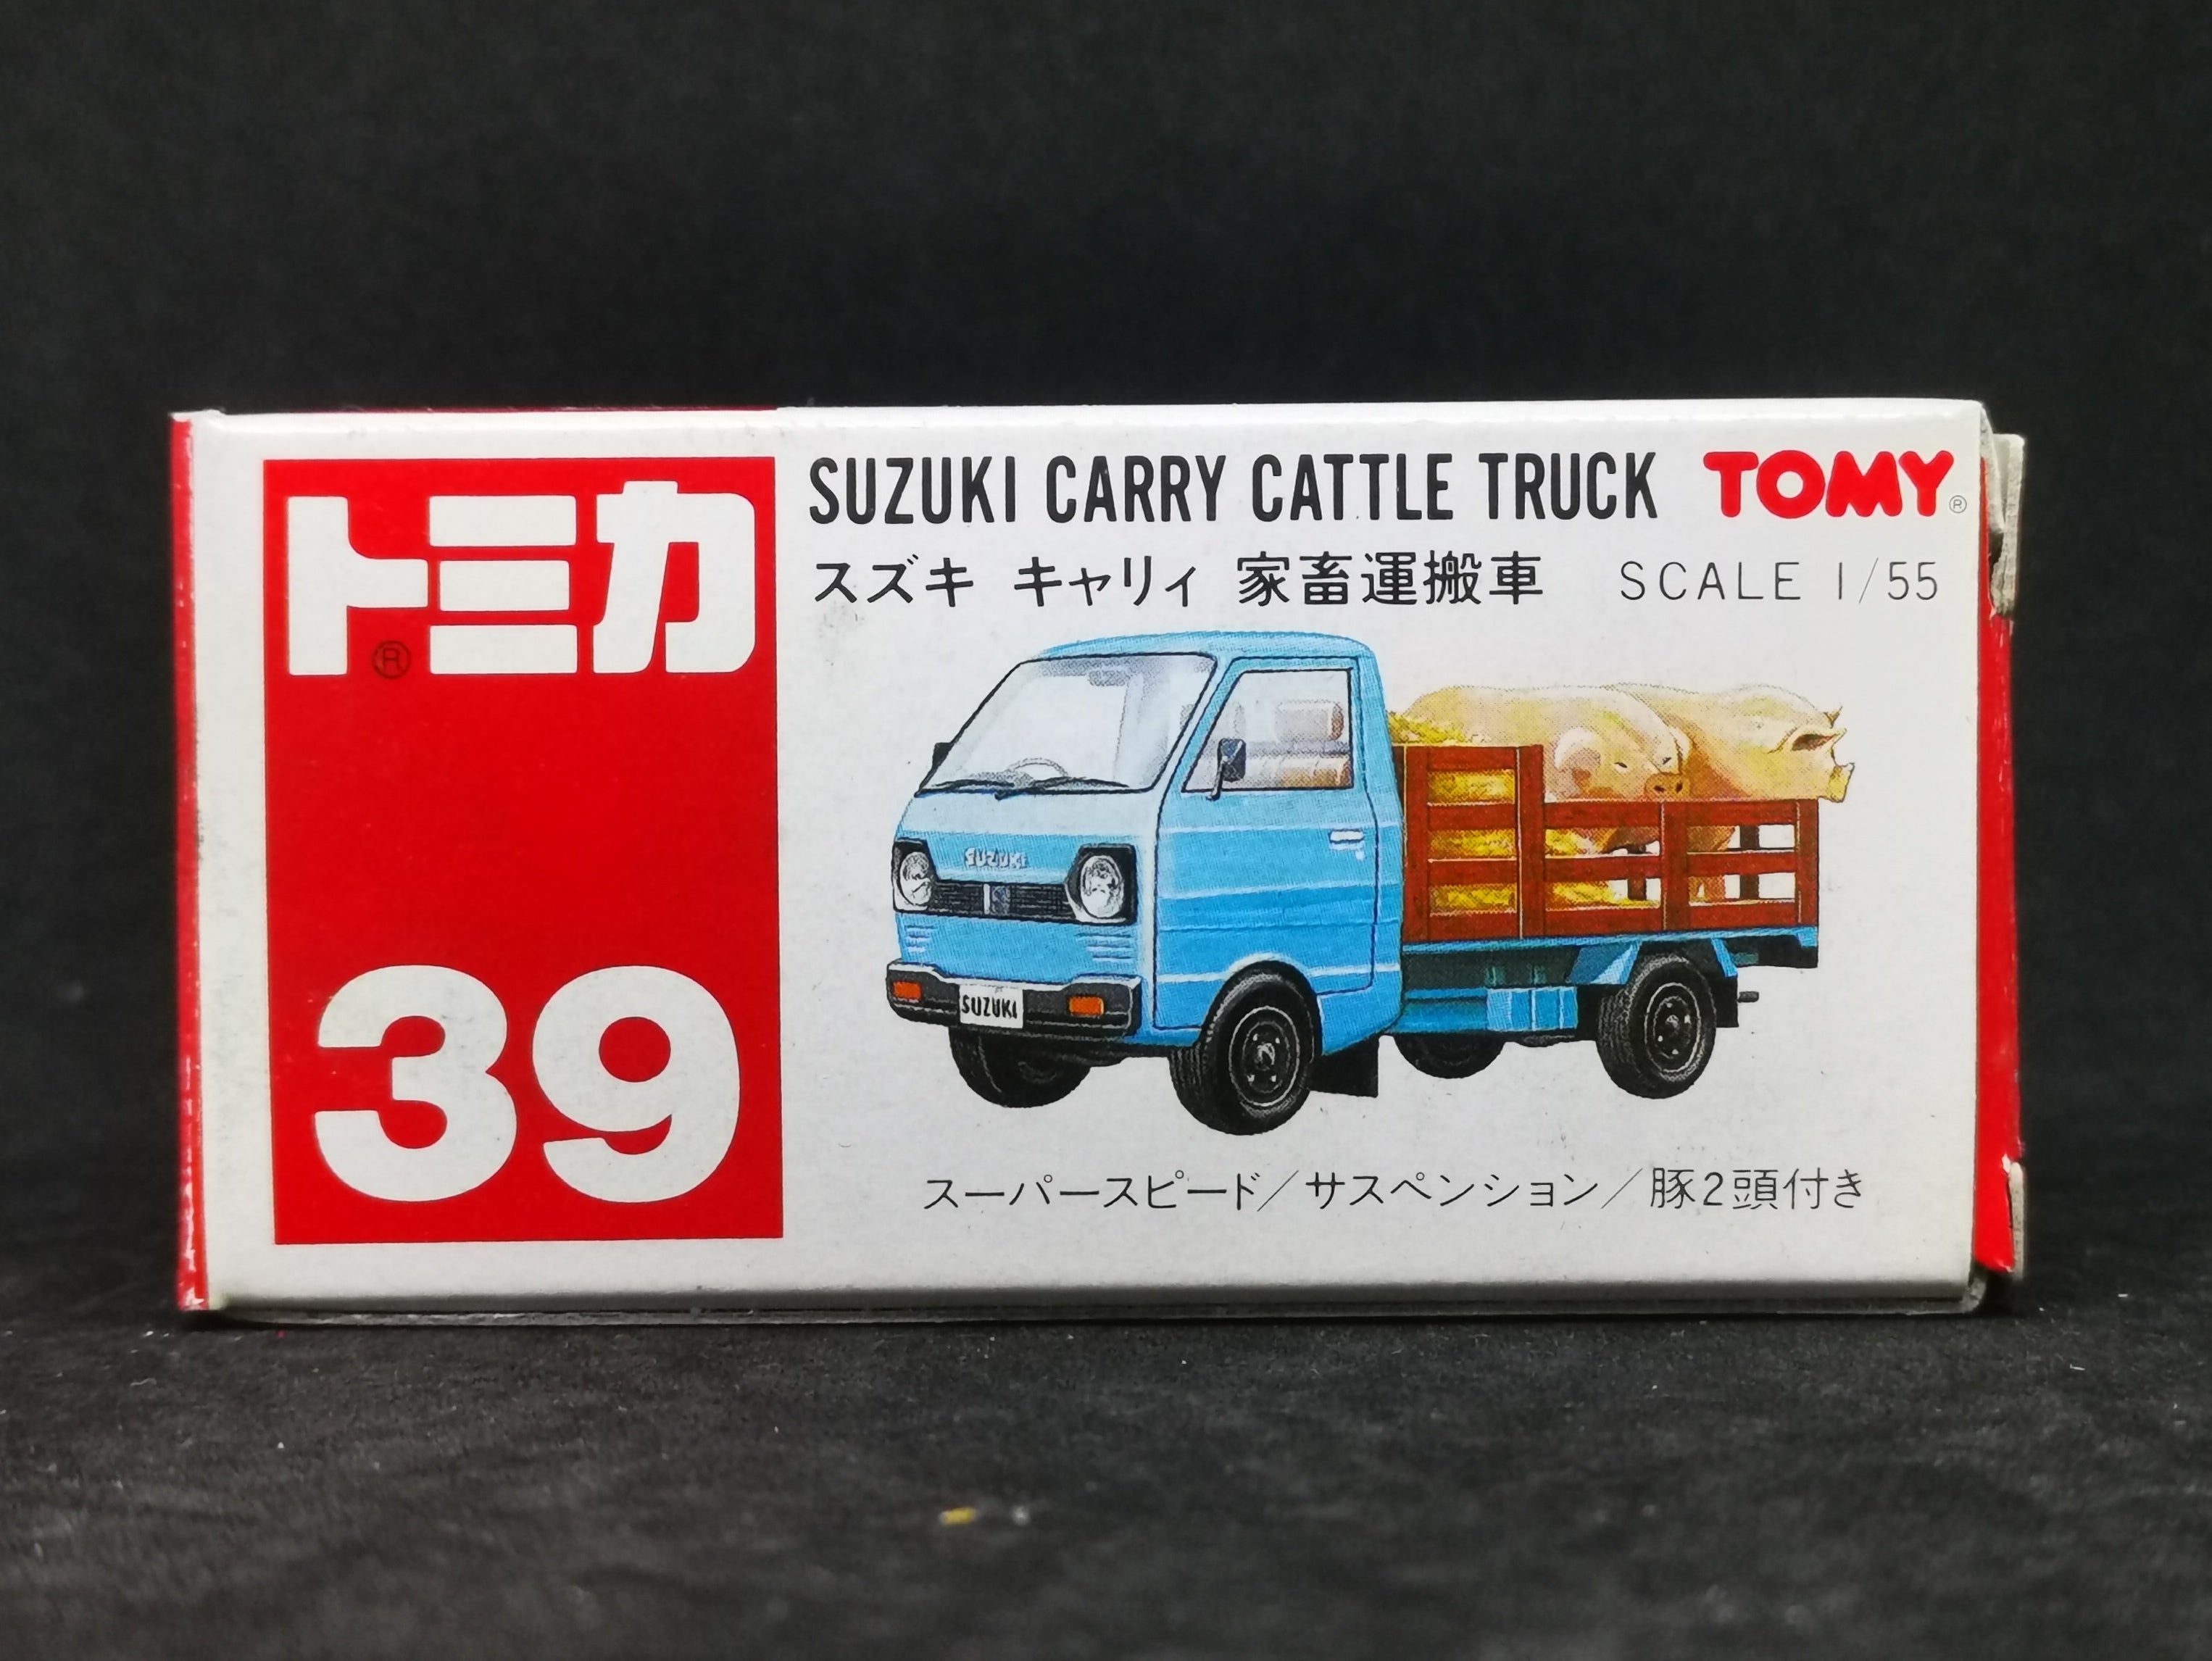 トミカ
®
39
SUZUKI CARRY CATTLE TRUCK TOMY®
スズキ キャリィ 家畜運搬車 SCALE 1/55
SUZUKI
SUZUKI
スーパースピード/サスペンション/豚2頭付き